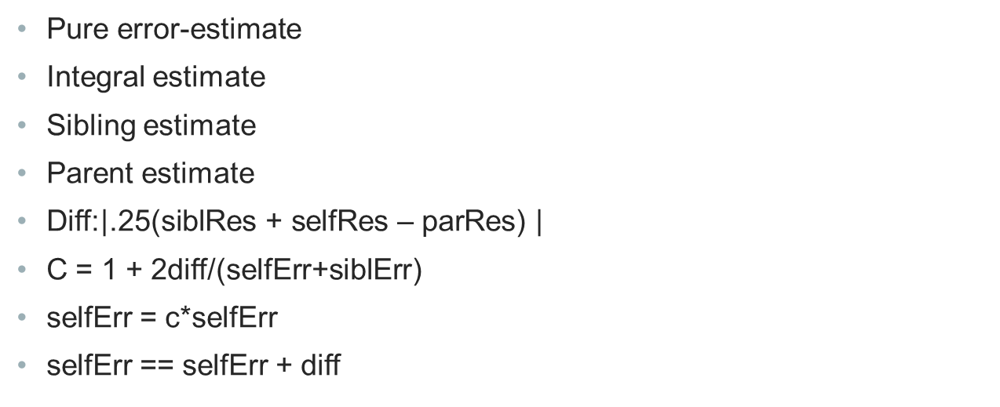 • Pure error-estimate
• Integral estimate
• Sibling estimate
• Parent estimate
• Diff:|.25(siblRes + selfRes – parRes) |
• C = 1 + 2diff/(selfErr+siblErr)
• selfErr = c*selfErr
• selfErr == selfErr + diff